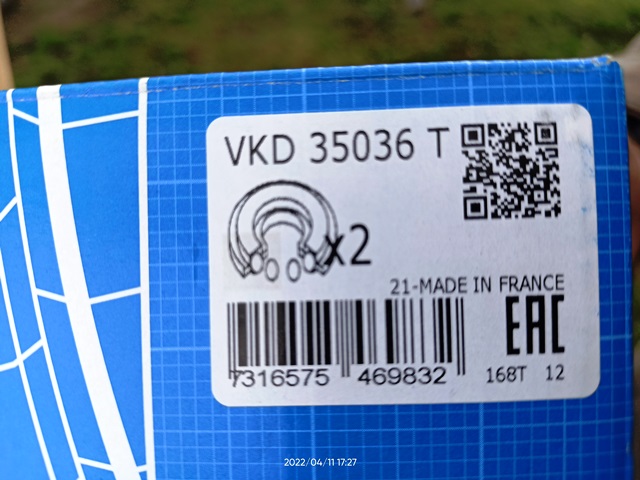 VKD 35036 T
x2
21-MADE IN FRANCE
EAC
7316575 469832
168T 12
2022/04/11 17:27